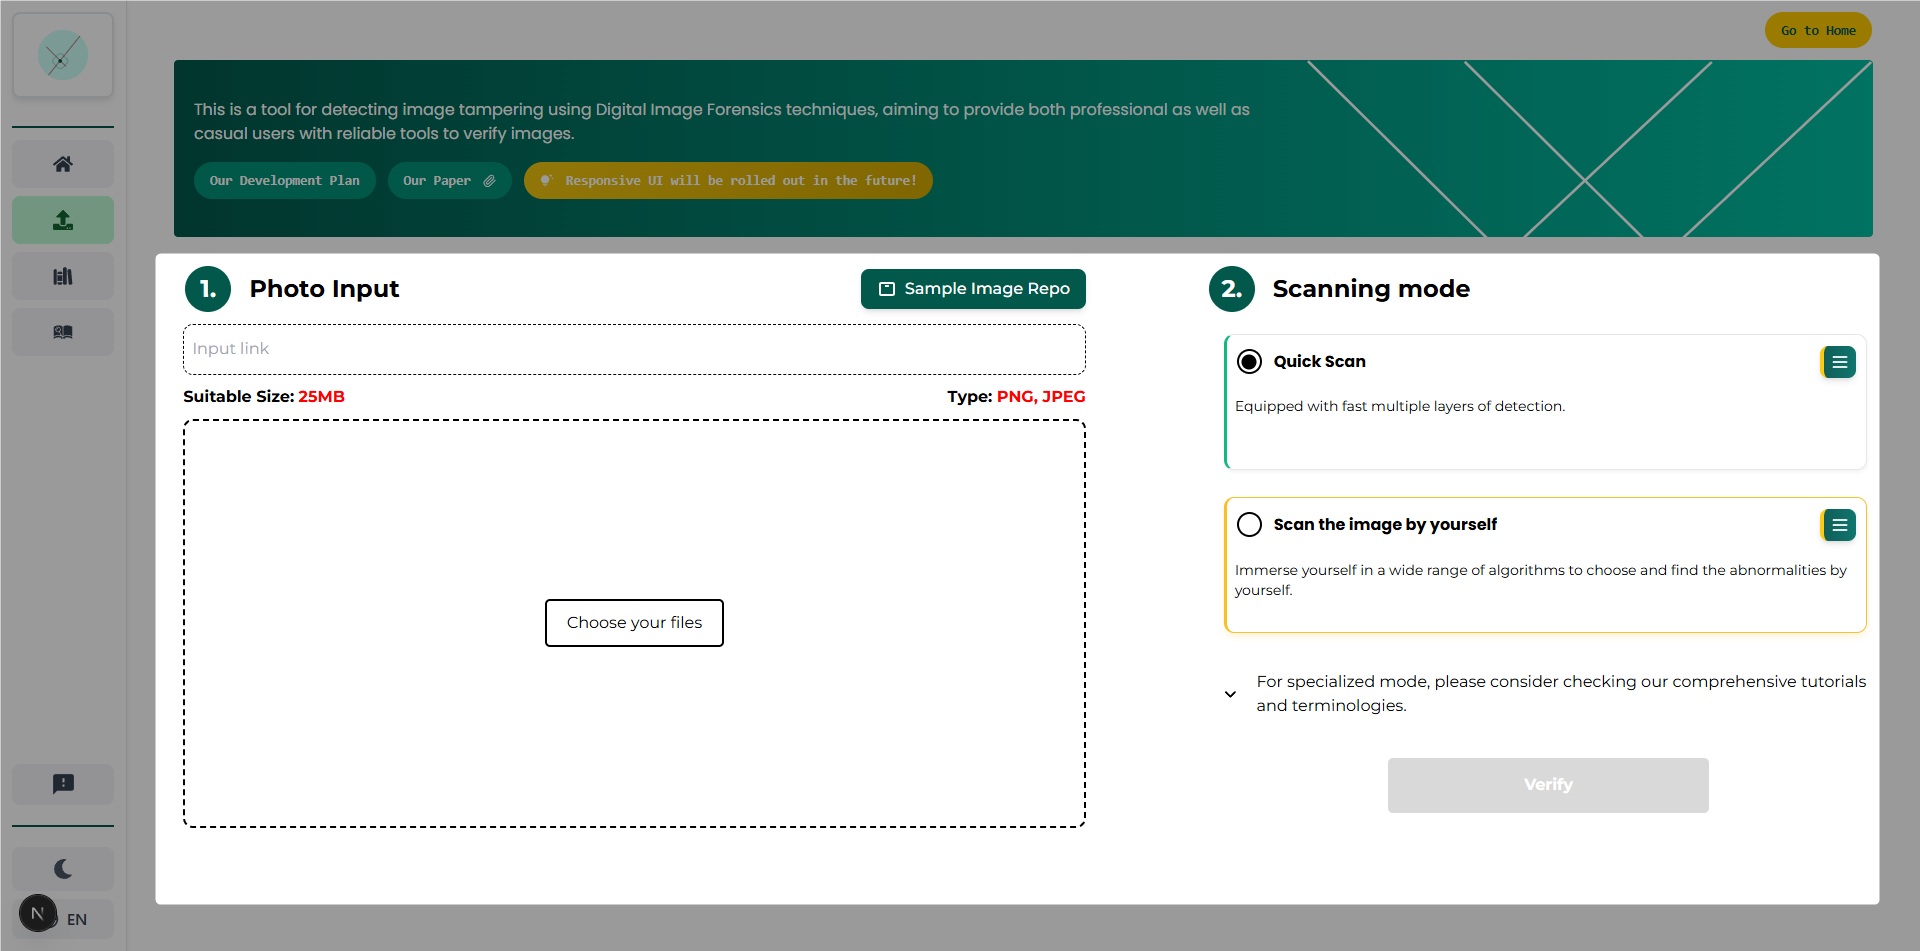 Go to Home
This is a tool for detecting image tampering using Digital Image Forensics techniques, aiming to provide both professional as well as
casual users with reliable tools to verify images.
Our Development Plan
Our Paper
Responsive UI will be rolled out in the future!
1. Photo Input
Sample Image Repo
Input link
Suitable Size: 25MB
Type: PNG, JPEG
Choose your files
2. Scanning mode
Quick Scan
Equipped with fast multiple layers of detection.
Scan the image by yourself
Immerse yourself in a wide range of algorithms to choose and find the abnormalities by
yourself.
For specialized mode, please consider checking our comprehensive tutorials
and terminologies.
Verify
N
EN